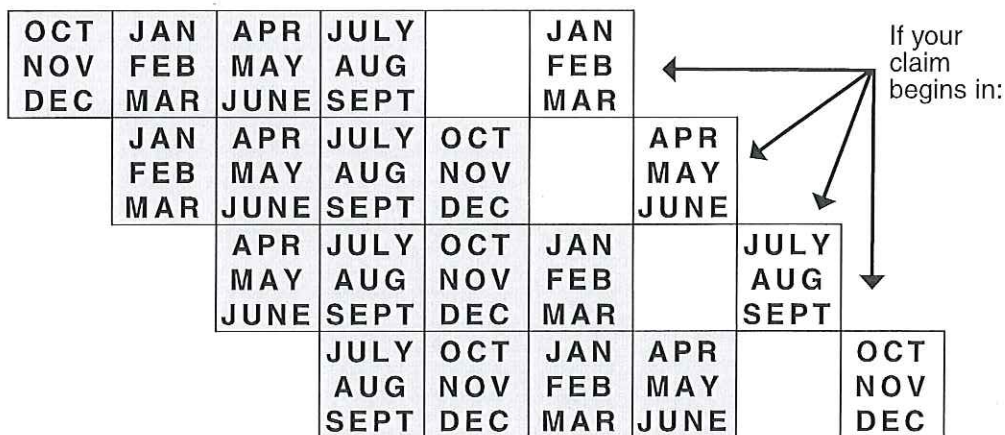 OCT JAN APR JULY JAN
NOV FEB MAY AUG FEB
DEC MAR JUNE SEPT MAR
If your
claim
begins in:
JAN APR JULY OCT APR
FEB MAY AUG NOV MAY
MAR JUNE SEPT DEC JUNE
APR JULY OCT JAN JULY
MAY AUG NOV FEB AUG
JUNE SEPT DEC MAR SEPT
JULY OCT JAN APR OCT
AUG NOV FEB MAY NOV
SEPT DEC MAR JUNE DEC